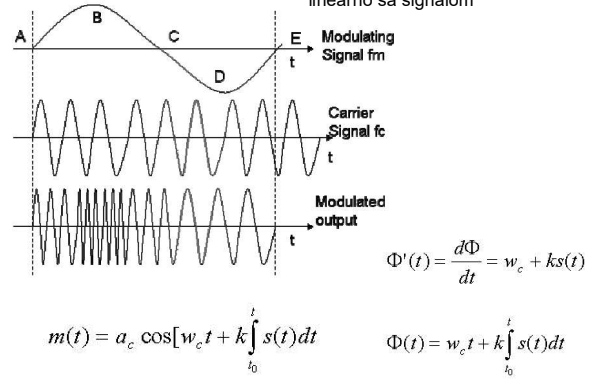 linearno sa signalom
A B C D E t Modulating
Signal fm
Carrier
Signal fc
t
Modulated
output
t
Φ'(t) = dΦ/dt = w_c + ks(t)
m(t) = a_c cos[w_c t + k∫_{t_0}^{t} s(t)dt
Φ(t) = w_c t + k∫_{t_0}^{t} s(t)dt